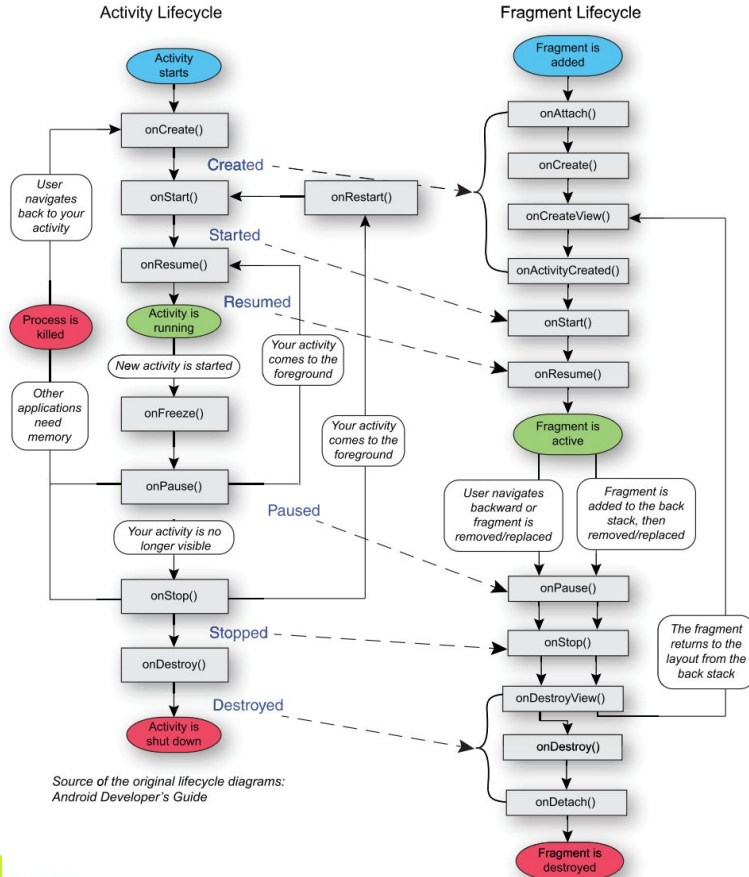 Activity Lifecycle
Fragment Lifecycle
Activity
starts
onCreate()
onStart()
onRestart()
onResume()
Activity is
running
New activity is started
onFreeze()
onPause()
Your activity is no
longer visible
onStop()
onDestroy()
Activity is
shut down
User
navigates
back to your
activity
Process is
killed
Other
applications
need
memory
Your activity
comes to the
foreground
Your activity
comes to the
foreground
Created
Started
Resumed
Paused
Stopped
Destroyed
Fragment is
added
onAttach()
onCreate()
onCreateView()
onActivityCreated()
onStart()
onResume()
Fragment is
active
User navigates
backward or
fragment is
removed/replaced
Fragment is
added to the back
stack, then
removed/replaced
onPause()
onStop()
The fragment
returns to the
layout from the
back stack
onDestroyView()
onDestroy()
onDetach()
Fragment is
destroyed
Source of the original lifecycle diagrams:
Android Developer's Guide